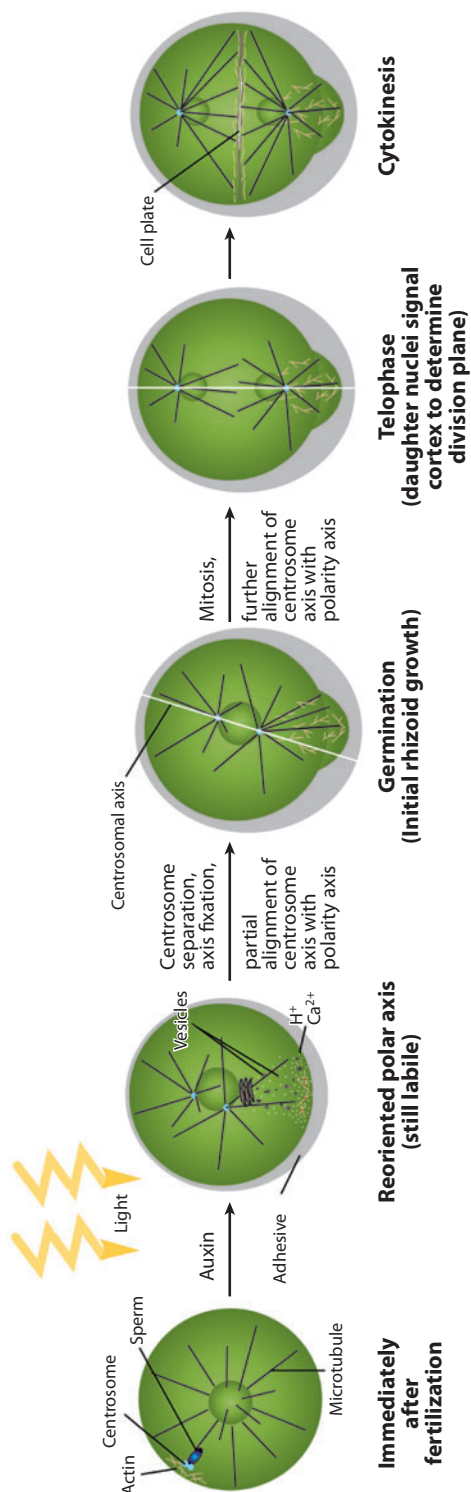 Actin
Centrosome
Sperm
Microtubule
Immediately
after
fertilization
Light
Auxin
Adhesive
Vesicles
H+
Ca2+
Reoriented polar axis
(still labile)
Centrosome
separation,
axis fixation,
partial alignment of
centrosome
axis with
polarity axis
Centrosomal axis
Germination
(Initial rhizoid growth)
Mitosis,
further
alignment of
centrosome
axis with
polarity axis
Telophase
(daughter nuclei signal
cortex to determine
division plane)
Cell plate
Cytokinesis